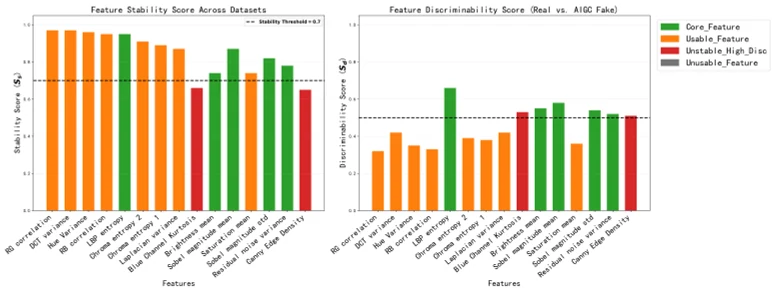 Feature Stability Score Across Datasets
Stability Threshold = 0.7
Stability Score (Ss)
1.0
0.8
0.6
0.4
0.2
0.0
RG correlation
DCT variance
Hue Variance
RB correlation
LBP entropy
Chroma entropy 2
Chroma entropy 1
Laplacian variance
Blue Channel Kurtosis
Brightness mean
Sobel magnitude mean
Saturation mean
Sobel magnitude std
Residual noise variance
Canny Edge Density
Features
Feature Discriminability Score (Real vs. AIGC Fake)
Discriminability Score (Sd)
1.0
0.8
0.6
0.4
0.2
0.0
RG correlation
DCT variance
Hue Variance
RB correlation
LBP entropy
Chroma entropy 2
Chroma entropy 1
Laplacian variance
Blue Channel Kurtosis
Brightness mean
Sobel magnitude mean
Saturation mean
Sobel magnitude std
Residual noise variance
Canny Edge Density
Features
Core_Feature
Usable_Feature
Unstable_High_Disc
Unusable_Feature